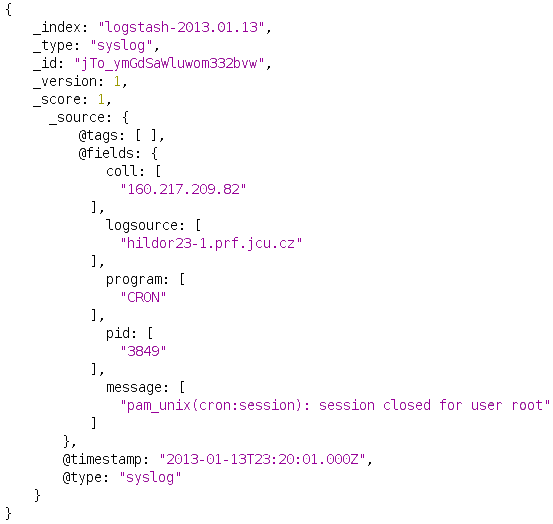 {
_index: "logstash-2013.01.13",
_type: "syslog",
_id: "jTo_ymGdSaWluwom332bvw",
_version: 1,
_score: 1,
_source: {
@tags: [ ],
@fields: {
coll: [
"160.217.209.82"
],
logsource: [
"hildor23-1.prf.jcu.cz"
],
program: [
"CRON"
],
pid: [
"3849"
],
message: [
"pam_unix(cron:session): session closed for user root"
]
},
@timestamp: "2013-01-13T23:20:01.000Z",
@type: "syslog"
}
}